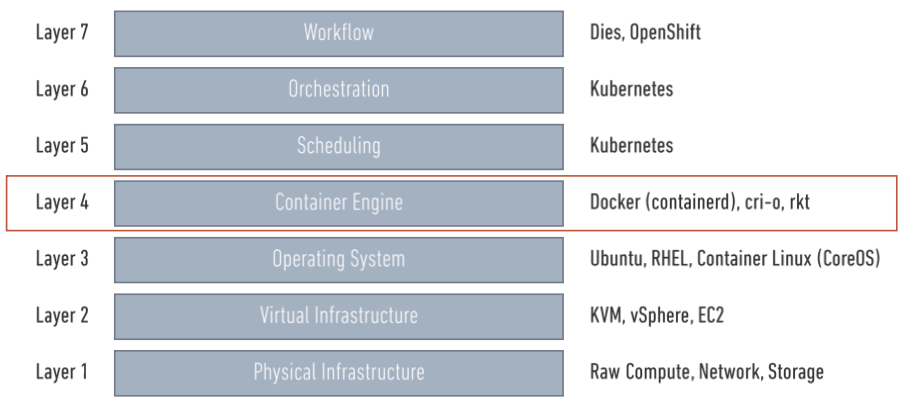 Layer 7 Workflow Dies, OpenShift
Layer 6 Orchestration Kubernetes
Layer 5 Scheduling Kubernetes
Layer 4 Container Engine Docker (containerd), cri-o, rkt
Layer 3 Operating System Ubuntu, RHEL, Container Linux (CoreOS)
Layer 2 Virtual Infrastructure KVM, vSphere, EC2
Layer 1 Physical Infrastructure Raw Compute, Network, Storage